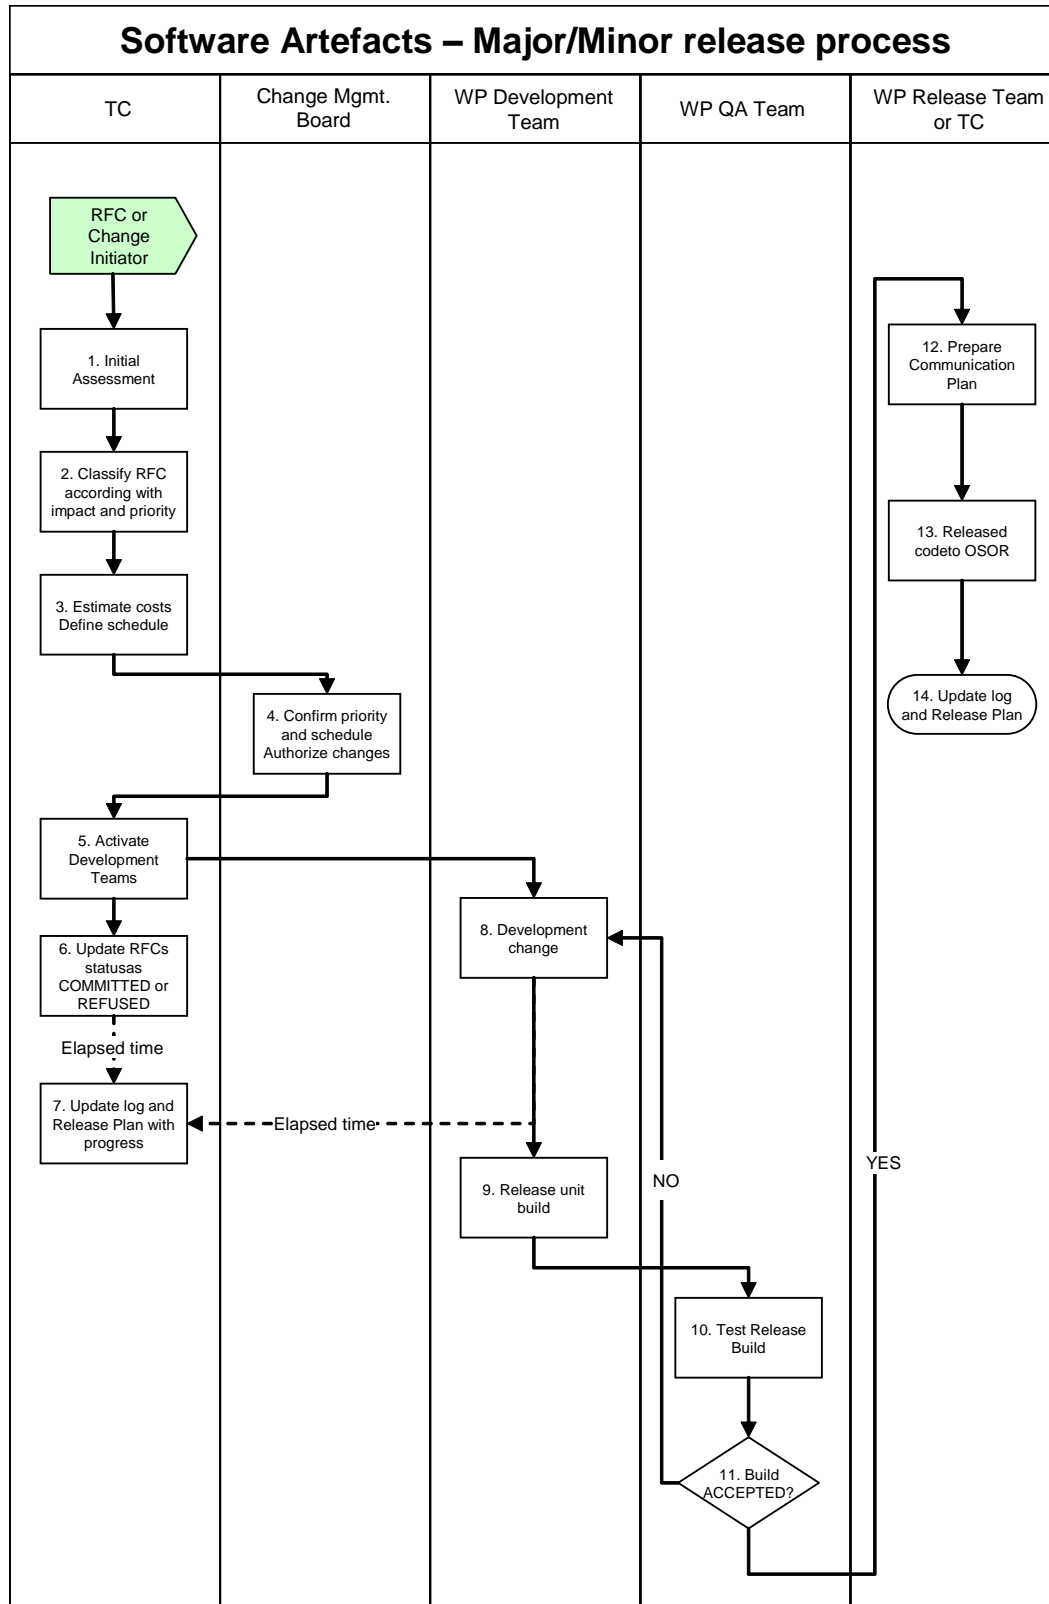 Software Artefacts – Major/Minor release process
TC
Change Mgmt.
Board
WP Development
Team
WP QA Team
WP Release Team
or TC
RFC or
Change
Initiator
1. Initial
Assessment
2. Classify RFC
according with
impact and priority
3. Estimate costs
Define schedule
4. Confirm priority
and schedule
Authorize changes
5. Activate
Development
Teams
6. Update RFCs
statusas
COMMITTED or
REFUSED
Elapsed time
7. Update log and
Release Plan with
progress
Elapsed time
8. Development
change
9. Release unit
build
NO
10. Test Release
Build
11. Build
ACCEPTED?
YES
12. Prepare
Communication
Plan
13. Released
codeto OSOR
14. Update log
and Release Plan